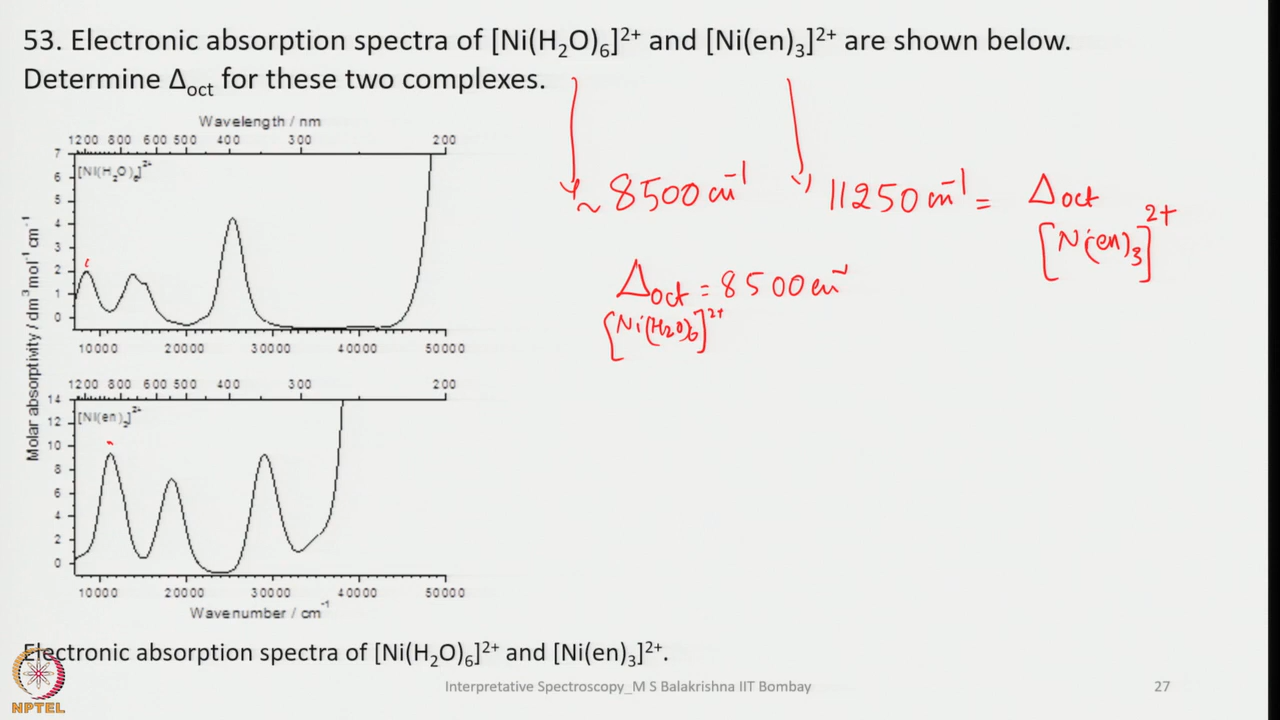 53. Electronic absorption spectra of [Ni(H₂O)₆]²⁺ and [Ni(en)₃]²⁺ are shown below.
Determine Δoct for these two complexes.
~ 8500 cm⁻¹
11250 cm⁻¹ = Δoct
[Ni(en)₃]²⁺
Δoct = 8500 cm⁻¹
[Ni(H₂O)₆]²⁺
Wavelength / nm
1200 800 600 500 400 300 200
[Ni(H₂O)₆]²⁺
7
6
5
4
3
2
1
0
10000 20000 30000 40000 50000
Molar absorptivity / dm³ mol⁻¹ cm⁻¹
1200 800 600 500 400 300 200
14
[Ni(en)₃]²⁺
12
10
8
6
4
2
0
10000 20000 30000 40000 50000
Wavenumber / cm⁻¹
Electronic absorption spectra of [Ni(H₂O)₆]²⁺ and [Ni(en)₃]²⁺.
Interpretative Spectroscopy_M S Balakrishna IIT Bombay
27
NPTEL